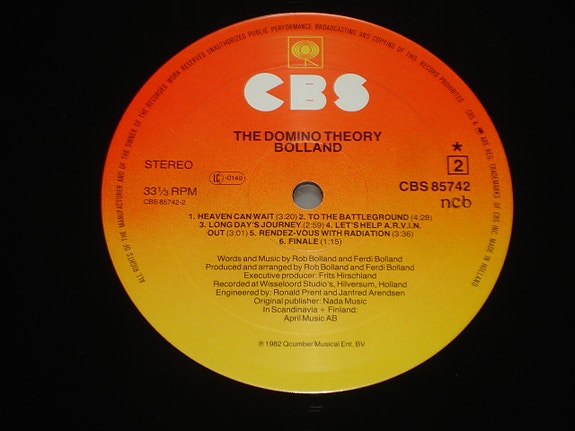 ALL RIGHTS OF THE MANUFACTURER AND OF THE OWNER OF THE RECORDED WORK RESERVED UNAUTHORIZED PUBLIC PERFORMANCE BROADCASTING AND COPYING OF THIS RECORD PROHIBITED. CBS & ARE REG. TRADEMARKS OF CBS INC. MADE IN HOLLAND
CBS
THE DOMINO THEORY
BOLLAND
STEREO
LC-0149
33⅓ RPM
CBS 85742-2
*
2
CBS 85742
ncb
1. HEAVEN CAN WAIT (3:20) 2. TO THE BATTLEGROUND (4:28)
3. LONG DAY'S JOURNEY (2:59) 4. LET'S HELP A.R.V.I.N.
OUT (3:01) 5. RENDEZ-VOUS WITH RADIATION (3:36)
6. FINALE (1:15)
Words and Music by Rob Bolland and Ferdi Bolland
Produced and arranged by Rob Bolland and Ferdi Bolland
Executive producer: Frits Hirschland
Recorded at Wisseloord Studio's, Hilversum, Holland
Engineered by: Ronald Prent and Janfred Arendsen
Original publisher: Nada Music
In Scandinavia + Finland:
April Music AB
℗ 1982 Qcumber Musical Ent. BV